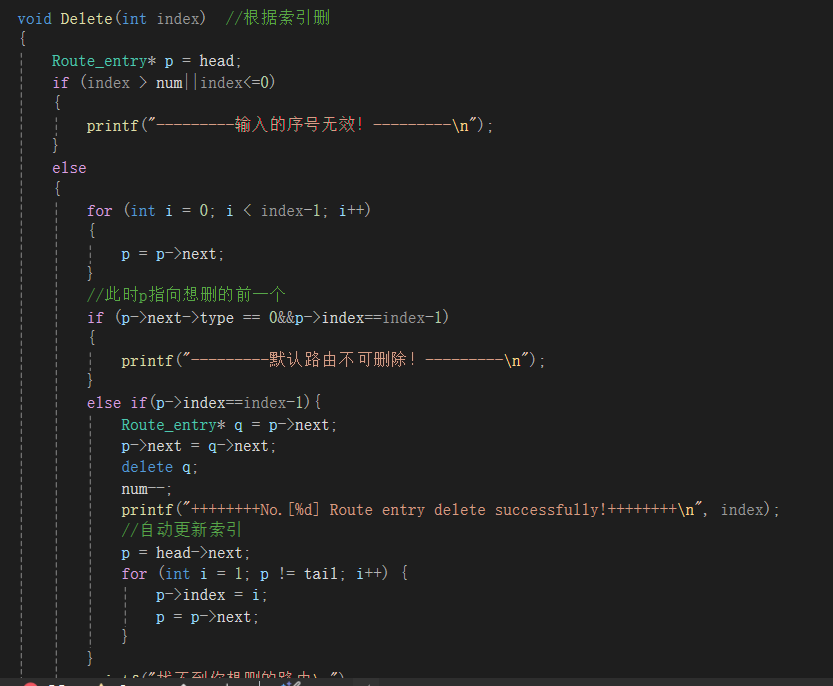 void Delete(int index)  //根据索引删
{
    Route_entry* p = head;
    if (index > num||index<=0)
    {
        printf("---------输入的序号无效！---------\n");
    }
    else
    {
        for (int i = 0; i < index-1; i++)
        {
            p = p->next;
        }
        //此时p指向想删的前一个
        if (p->next->type == 0&&p->index==index-1)
        {
            printf("---------默认路由不可删除！---------\n");
        }
        else if(p->index==index-1){
            Route_entry* q = p->next;
            p->next = q->next;
            delete q;
            num--;
            printf("++++++++No.[%d] Route entry delete successfully!++++++++\n", index);
            //自动更新索引
            p = head->next;
            for (int i = 1; p != tail; i++) {
                p->index = i;
                p = p->next;
            }
        }